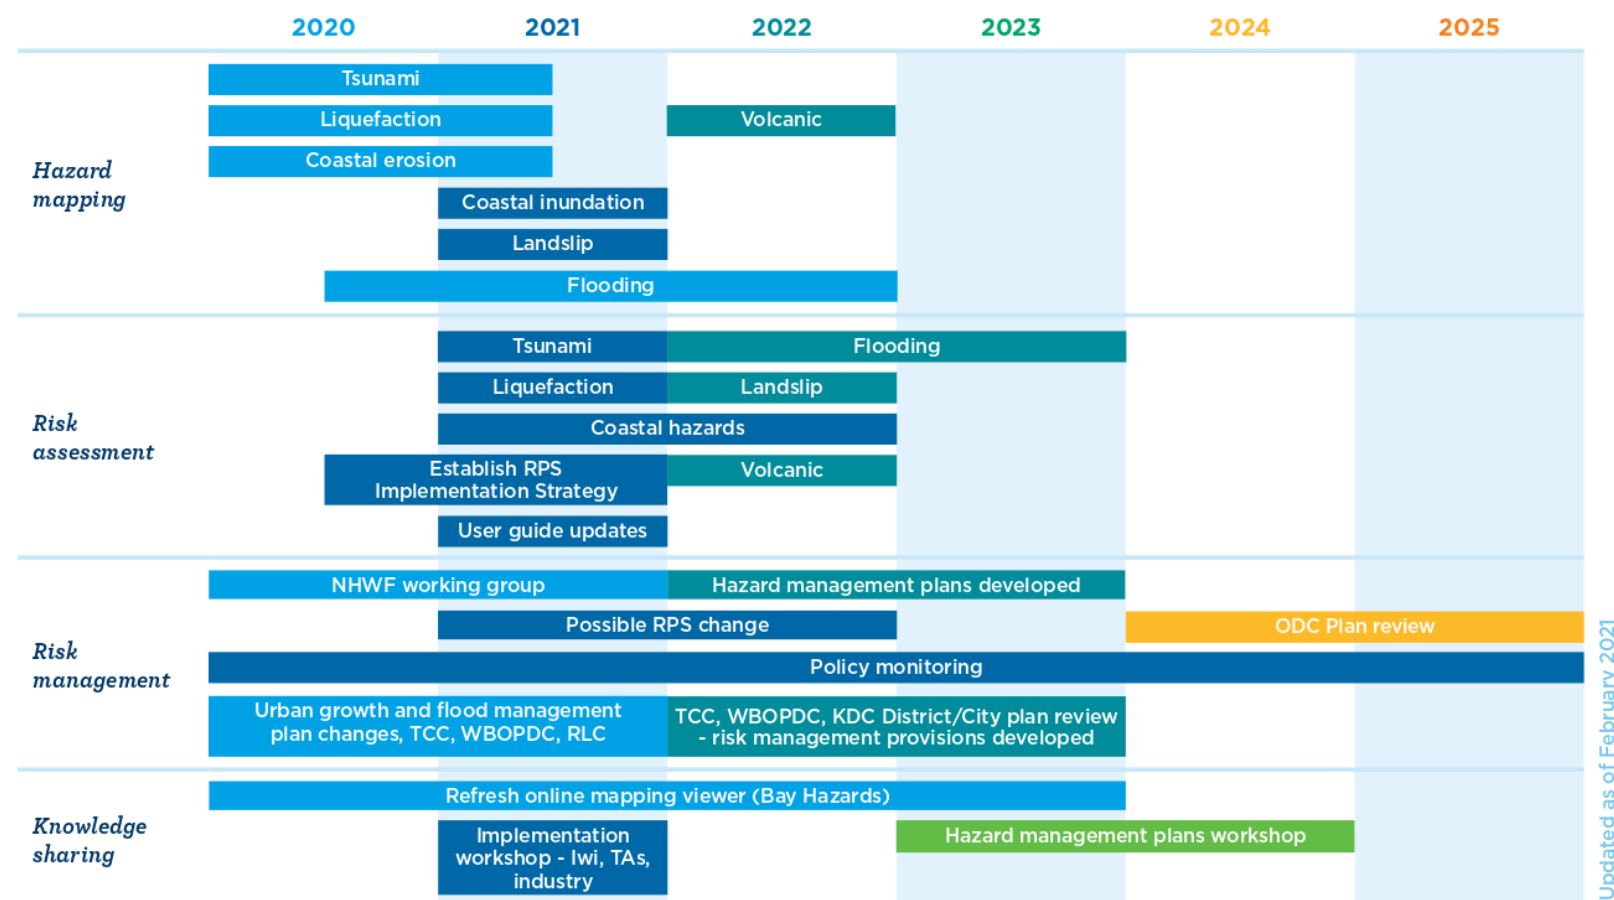 2020 2021 2022 2023 2024 2025
Hazard
mapping
Tsunami
Liquefaction
Volcanic
Coastal erosion
Coastal inundation
Landslip
Flooding
Risk
assessment
Tsunami
Flooding
Liquefaction
Landslip
Coastal hazards
Establish RPS
Implementation Strategy
Volcanic
User guide updates
Risk
management
NHWF working group
Hazard management plans developed
Possible RPS change
ODC Plan review
Policy monitoring
Urban growth and flood management
plan changes, TCC, WBOPDC, RLC
TCC, WBOPDC, KDC District/City plan review
- risk management provisions developed
Knowledge
sharing
Refresh online mapping viewer (Bay Hazards)
Implementation
workshop - Iwi, TAs,
industry
Hazard management plans workshop
Updated as of February 2021